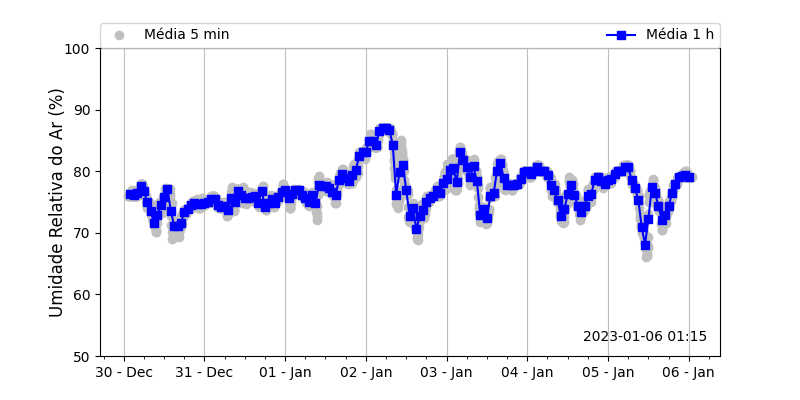 Média 5 min
Média 1 h
Umidade Relativa do Ar (%)
100
90
80
70
60
50
2023-01-06 01:15
30 - Dec
31 - Dec
01 - Jan
02 - Jan
03 - Jan
04 - Jan
05 - Jan
06 - Jan